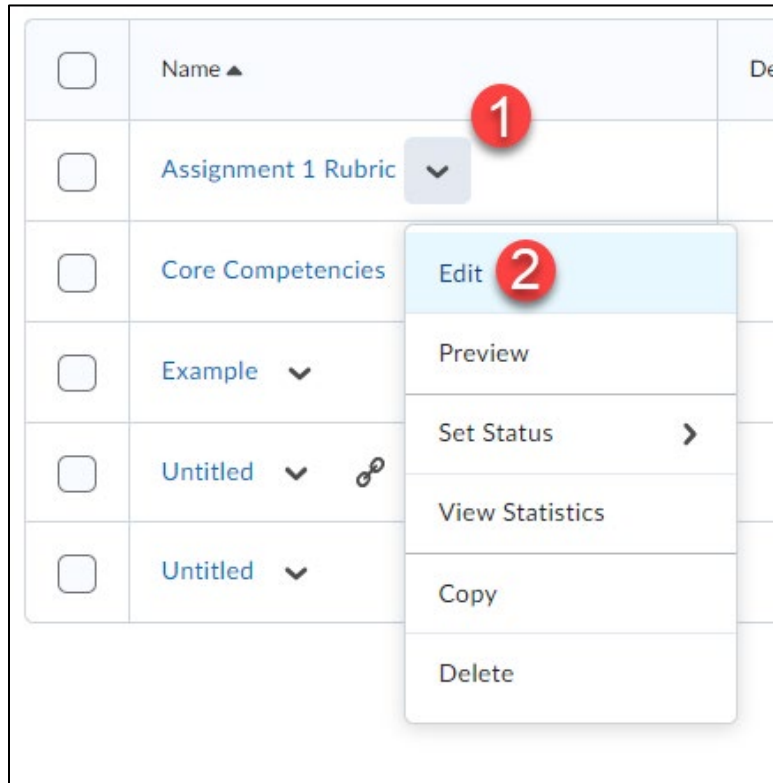 Name
De
1
Assignment 1 Rubric
Core Competencies
Edit 2
Example
Preview
Set Status
Untitled
View Statistics
Untitled
Copy
Delete